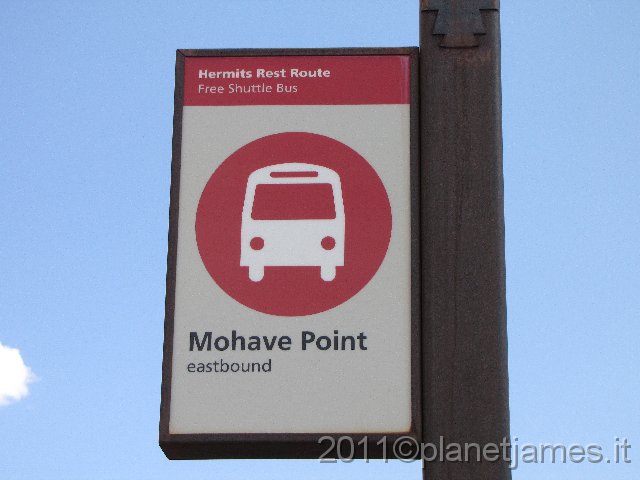 Hermits Rest Route
Free Shuttle Bus
Mohave Point
eastbound
2011©planetjames.it